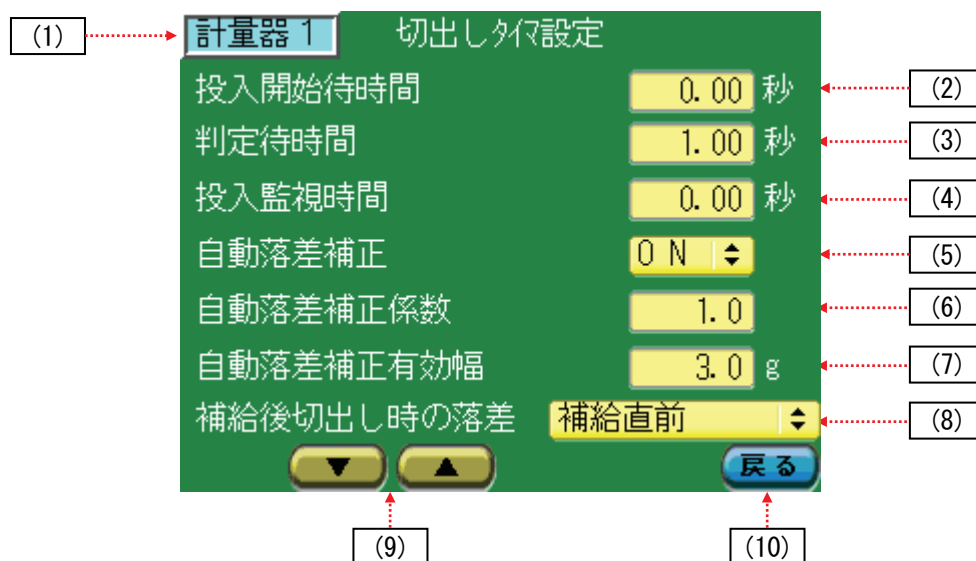 (1) 計量器1 切出しタイマ設定
投入開始待時間 0.00 秒 (2)
判定待時間 1.00 秒 (3)
投入監視時間 0.00 秒 (4)
自動落差補正 ON (5)
自動落差補正係数 1.0 (6)
自動落差補正有効幅 3.0 g (7)
補給後切出し時の落差 補給直前 (8)
▼ ▲ 戻る
(9) (10)